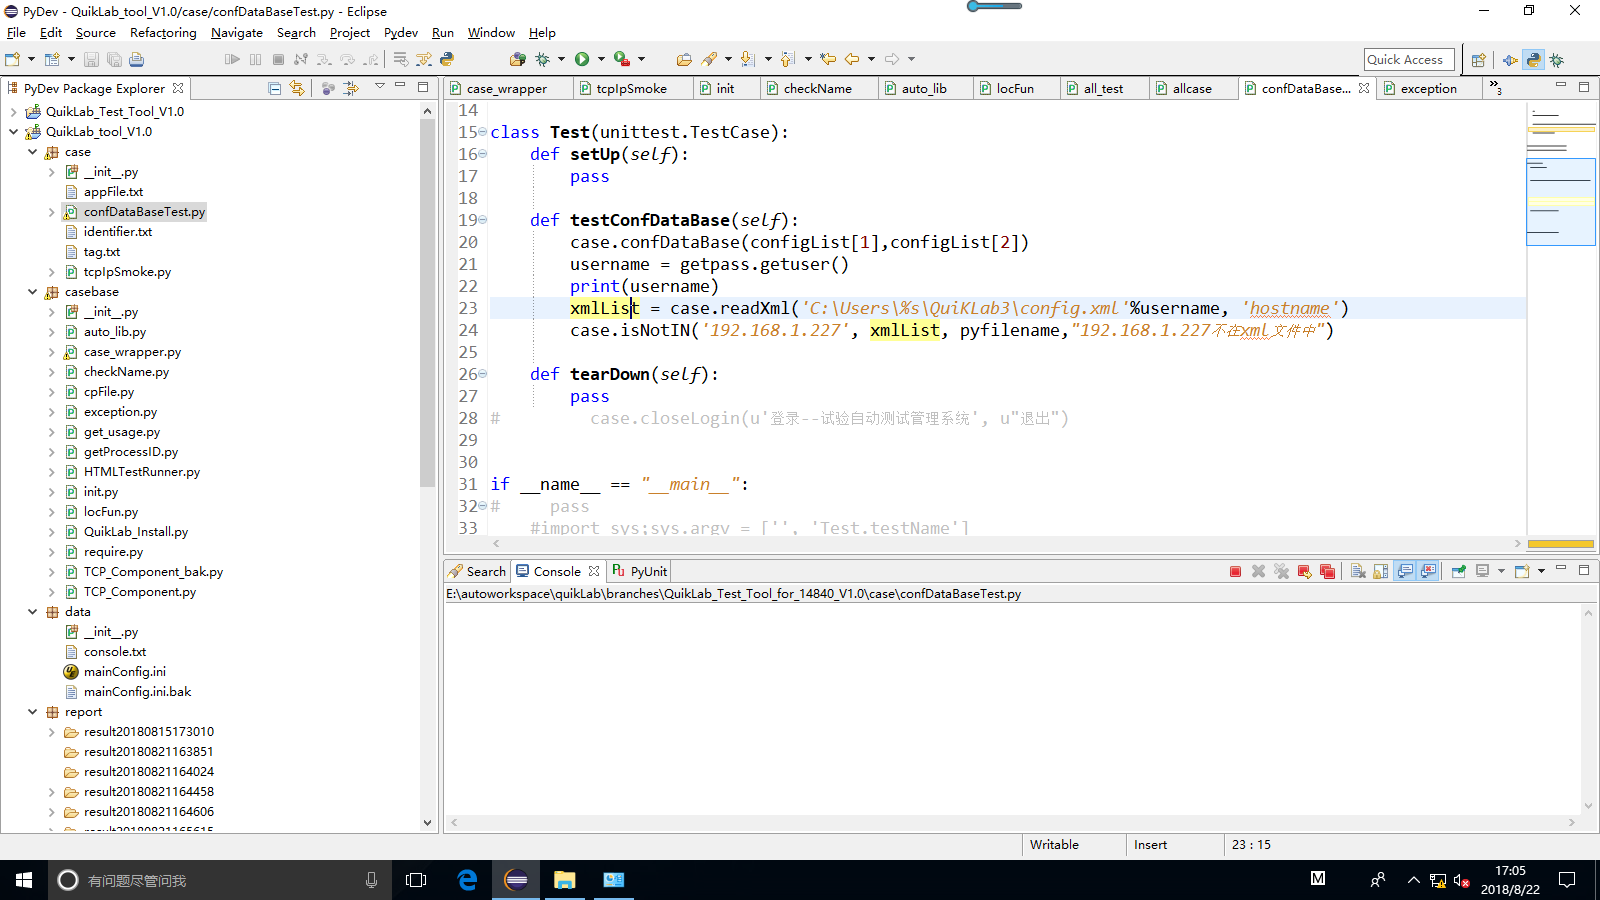 PyDev - QuikLab_tool_V1.0/case/confDataBaseTest.py - Eclipse
File Edit Source Refactoring Navigate Search Project Pydev Run Window Help
Quick Access
PyDev Package Explorer
QuikLab_Test_Tool_V1.0
QuikLab_tool_V1.0
case
__init__.py
appFile.txt
confDataBaseTest.py
identifier.txt
tag.txt
tcpIpSmoke.py
casebase
__init__.py
auto_lib.py
case_wrapper.py
checkName.py
cpFile.py
exception.py
get_usage.py
getProcessID.py
HTMLTestRunner.py
init.py
locFun.py
QuikLab_Install.py
require.py
TCP_Component_bak.py
TCP_Component.py
data
__init__.py
console.txt
mainConfig.ini
mainConfig.ini.bak
report
result20180815173010
result20180821163851
result20180821164024
result20180821164458
result20180821164606
result20180821165615
case_wrapper tcpIpSmoke init checkName auto_lib locFun all_test allcase confDataBase... exception »3
14
15 class Test(unittest.TestCase):
16 def setUp(self):
17 pass
18
19 def testConfDataBase(self):
20 case.confDataBase(configList[1],configList[2])
21 username = getpass.getuser()
22 print(username)
23 xmlList = case.readXml('C:\Users\%s\QuiKLab3\config.xml'%username, 'hostname')
24 case.isNotIN('192.168.1.227', xmlList, pyfilename,"192.168.1.227不在xml文件中")
25
26 def tearDown(self):
27 pass
28 # case.closeLogin(u'登录--试验自动测试管理系统', u"退出")
29
30
31 if __name__ == "__main__":
32 # pass
33 #import sys;sys.argv = ['', 'Test.testName']
Search Console PyUnit
E:\autoworkspace\quikLab\branches\QuikLab_Test_Tool_for_14840_V1.0\case\confDataBaseTest.py
Writable Insert 23 : 15
有问题尽管问我
M
17:05
2018/8/22